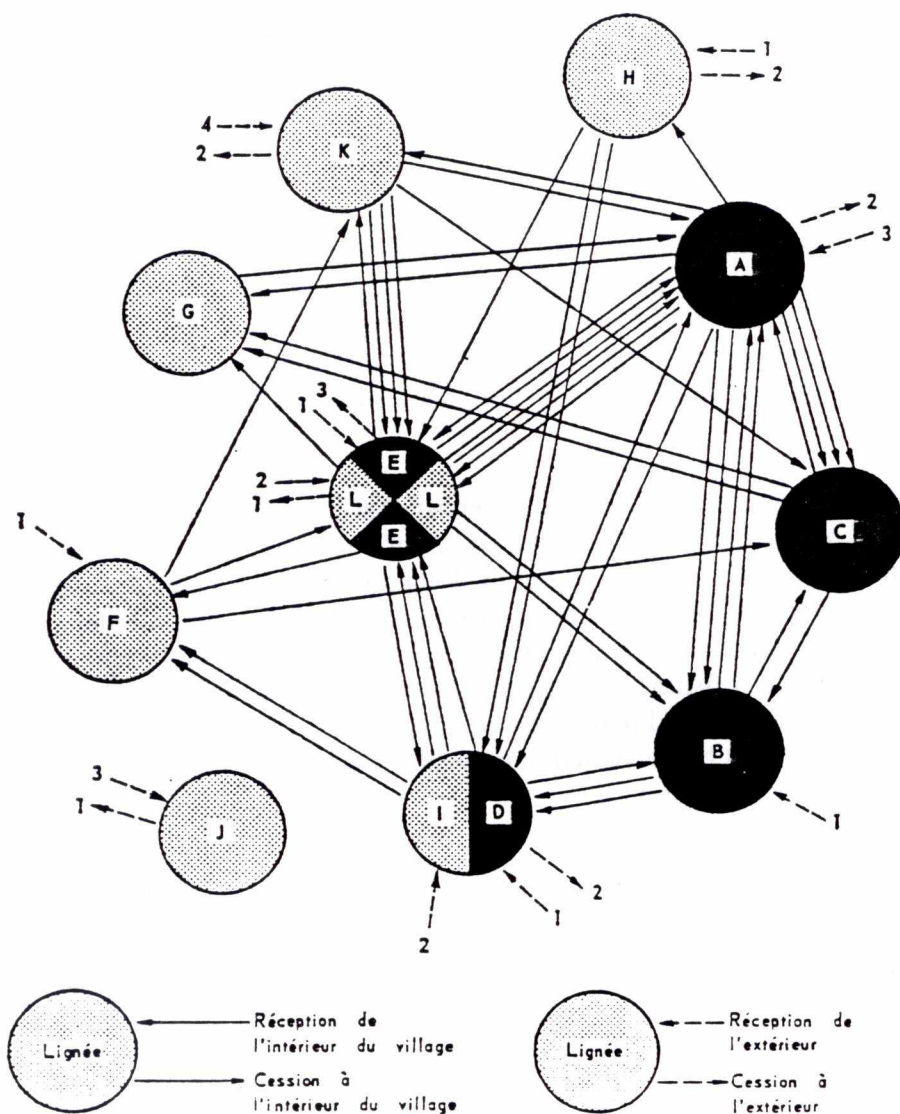 H
1
2
4
2
K
A
2
3
G
3
1
E
L
L
E
2
1
C
1
F
B
1
3
1
J
I
D
2
1
2
Lignée
Réception de
l'intérieur du village
Cession à
l'intérieur du village
Lignée
Réception de
l'extérieur
Cession à
l'extérieur